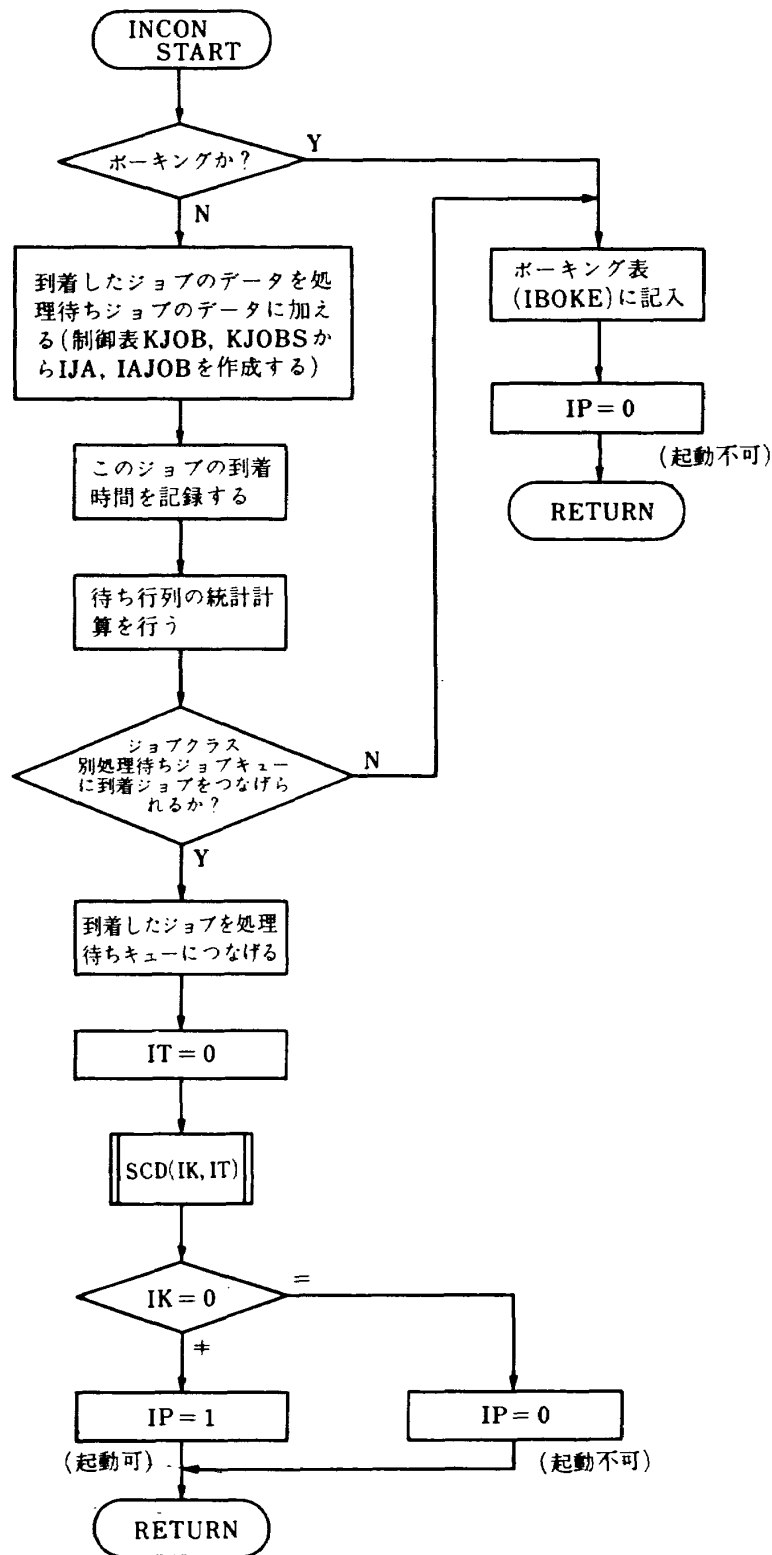 INCON
START
ボーキングか？
Y
N
到着したジョブのデータを処
理待ちジョブのデータに加え
る(制御表KJOB, KJOBSか
らIJA, IAJOBを作成する)
ボーキング表
(IBOKE)に記入
IP = 0
(起動不可)
RETURN
このジョブの到着
時間を記録する
待ち行列の統計計
算を行う
ジョブクラス
別処理待ちジョブキュー
に到着ジョブをつなげら
れるか？
N
Y
到着したジョブを処理
待ちキューにつなげる
IT = 0
SCD(IK, IT)
IK = 0
=
≠
IP = 1
(起動可)
IP = 0
(起動不可)
RETURN